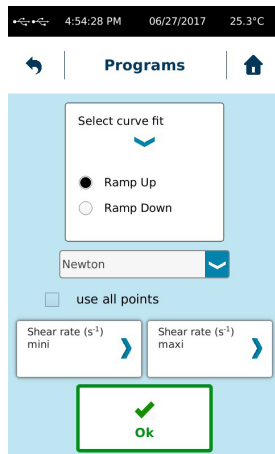 4:54:28 PM 06/27/2017 25.3°C
Programs
Select curve fit
Ramp Up
Ramp Down
Newton
use all points
Shear rate (s⁻¹) Shear rate (s⁻¹)
mini maxi
Ok